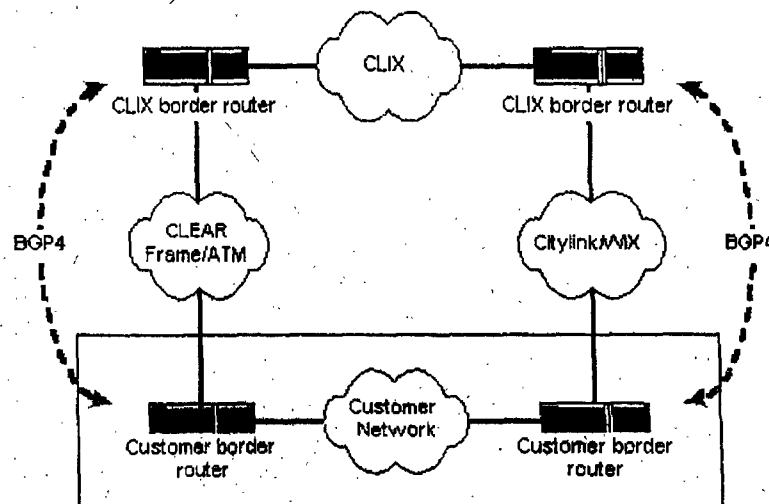 CLIX
CLIX border router
CLIX border router
BGP4
CLEAR
Frame/ATM
Citylink/WIX
BGP4
Customer
Network
Customer border
router
Customer border
router